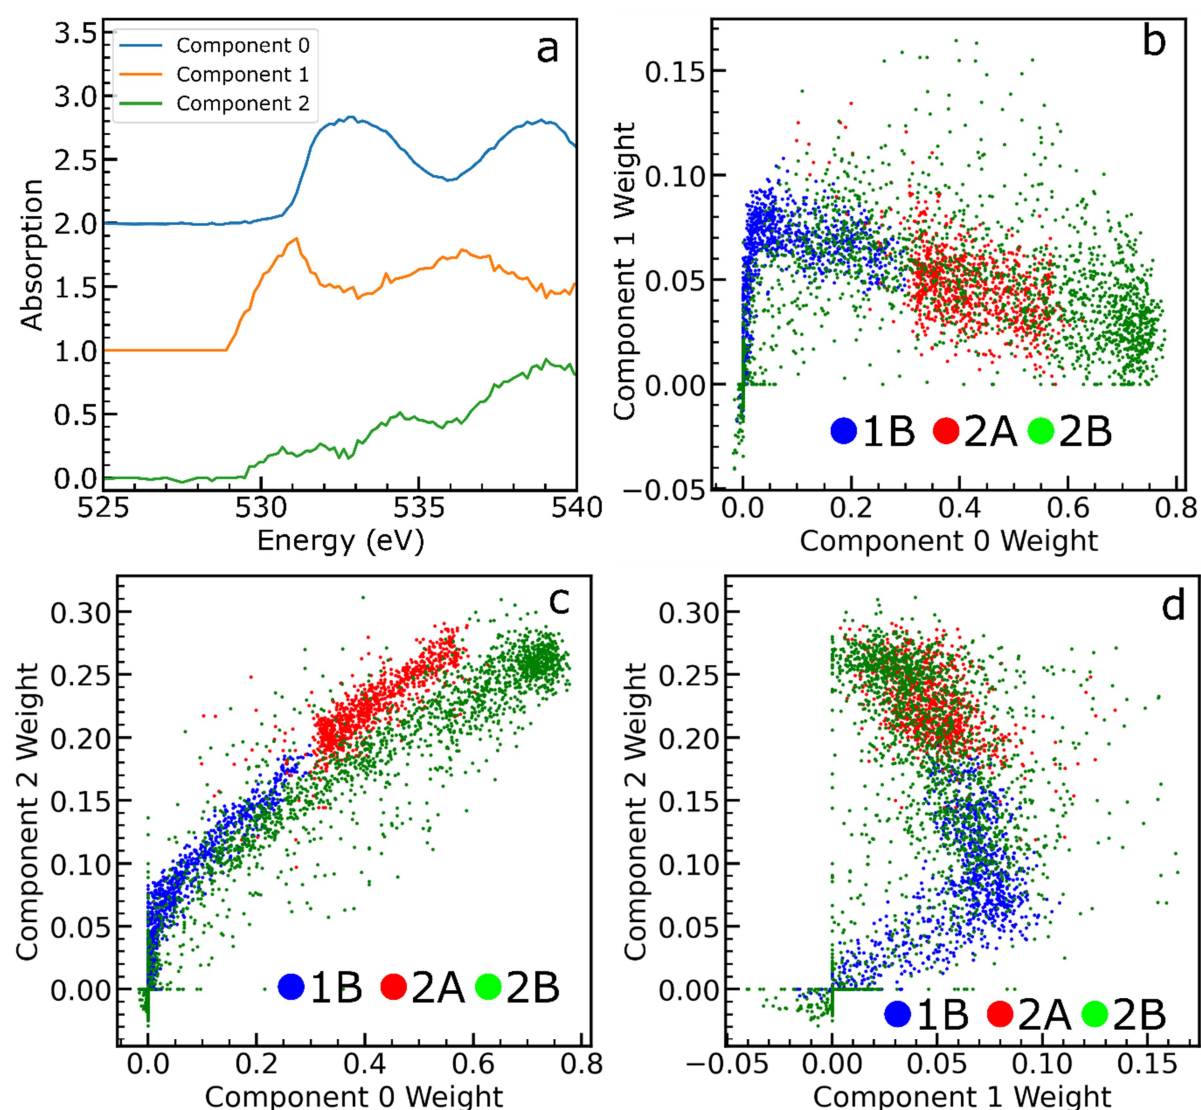 a
Component 0
Component 1
Component 2
3.5
3.0
2.5
2.0
1.5
1.0
0.5
0.0
Absorption
525
530
535
540
Energy (eV)
b
0.15
0.10
0.05
0.00
−0.05
Component 1 Weight
1B 2A 2B
0.0 0.2 0.4 0.6 0.8
Component 0 Weight
c
0.30
0.25
0.20
0.15
0.10
0.05
0.00
Component 2 Weight
1B 2A 2B
0.0 0.2 0.4 0.6 0.8
Component 0 Weight
d
0.30
0.25
0.20
0.15
0.10
0.05
0.00
Component 2 Weight
1B 2A 2B
−0.05 0.00 0.05 0.10 0.15
Component 1 Weight